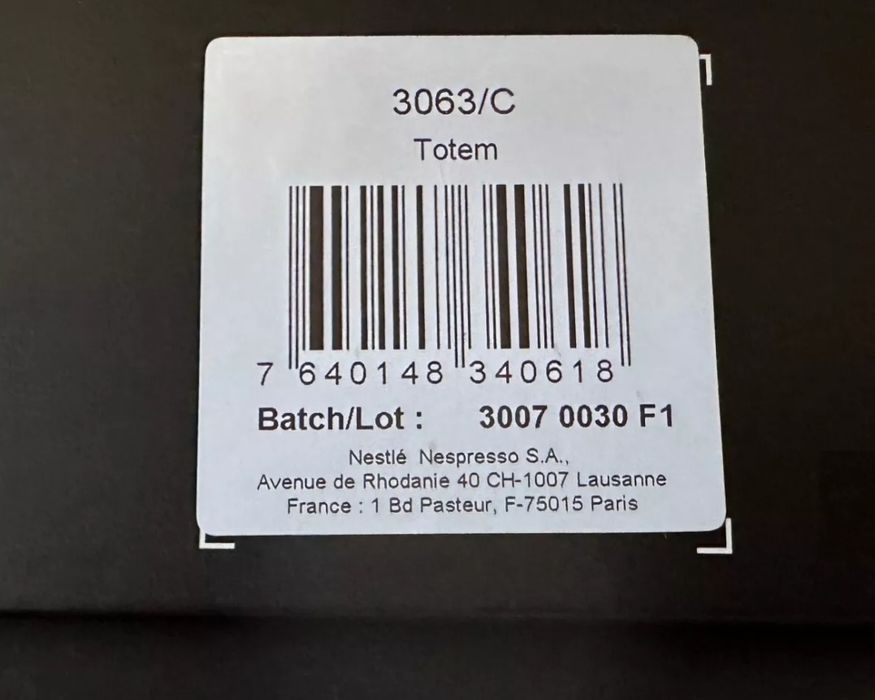 3063/C
Totem
7 640148 340618
Batch/Lot : 3007 0030 F1
Nestlé Nespresso S.A.,
Avenue de Rhodanie 40 CH-1007 Lausanne
France : 1 Bd Pasteur, F-75015 Paris